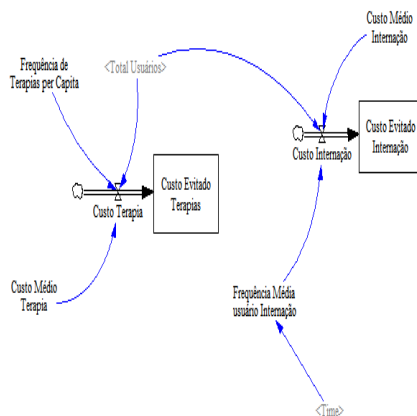 Custo Médio
Internação
Frequência de
Terapias per Capita
<Total Usuários>
Custo Evitado
Internação
Custo Internação
Custo Evitado
Terapias
Custo Terapia
Custo Médio
Terapia
Frequência Média
usuário Internação
<Time>